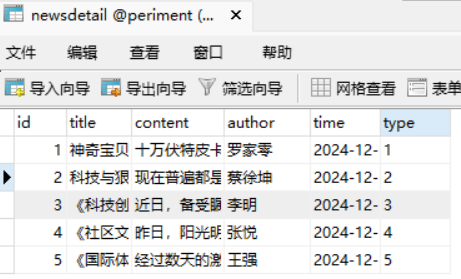 newsdetail @periment (...
文件 编辑 查看 窗口 帮助
导入向导 导出向导 筛选向导 网格查看 表单
id title content author time type
1 神奇宝贝 十万伏特皮卡 罗家零 2024-12- 1
2 科技与狠 现在普遍都是 蔡徐坤 2024-12- 2
3 《科技创 近日，备受瞩 李明 2024-12- 3
4 《社区文 昨日，阳光明 张悦 2024-12- 4
5 《国际体 经过数天的激 王强 2024-12- 5